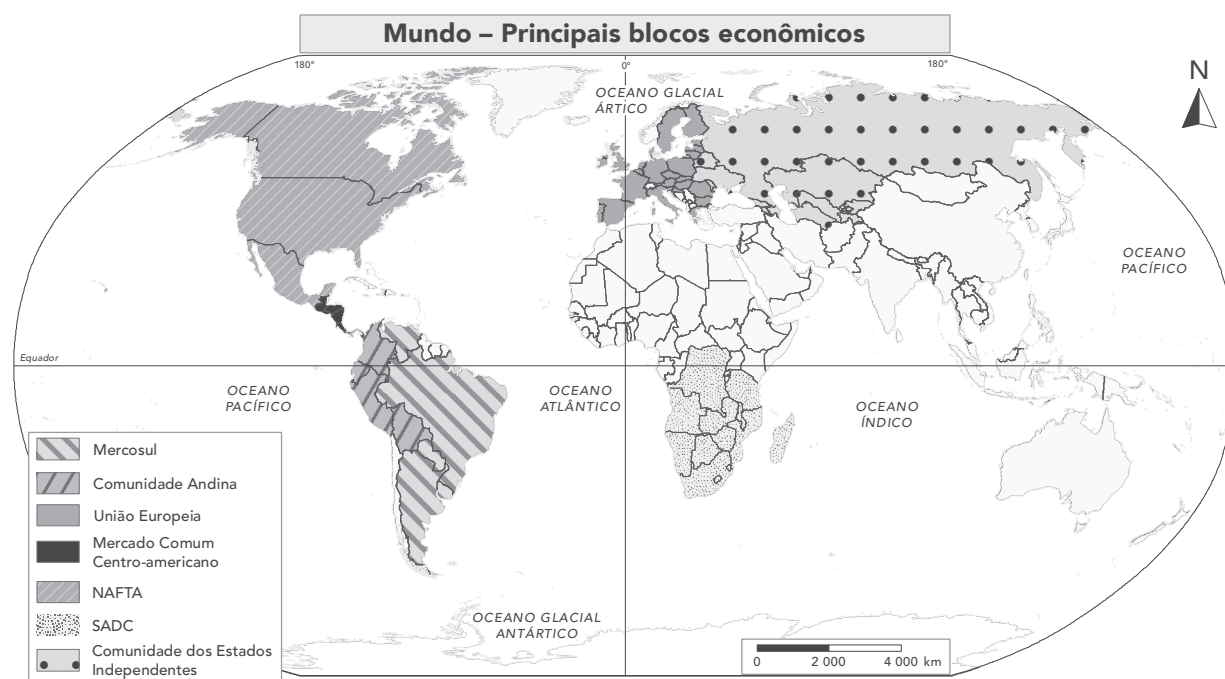 Mundo – Principais blocos econômicos
180°
0°
180°
N
OCEANO GLACIAL
ÁRTICO
OCEANO
PACÍFICO
Equador
OCEANO
PACÍFICO
OCEANO
ATLÂNTICO
OCEANO
ÍNDICO
Mercosul
Comunidade Andina
União Europeia
Mercado Comum
Centro-americano
NAFTA
SADC
Comunidade dos Estados
Independentes
OCEANO GLACIAL
ANTÁRTICO
0 2 000 4 000 km